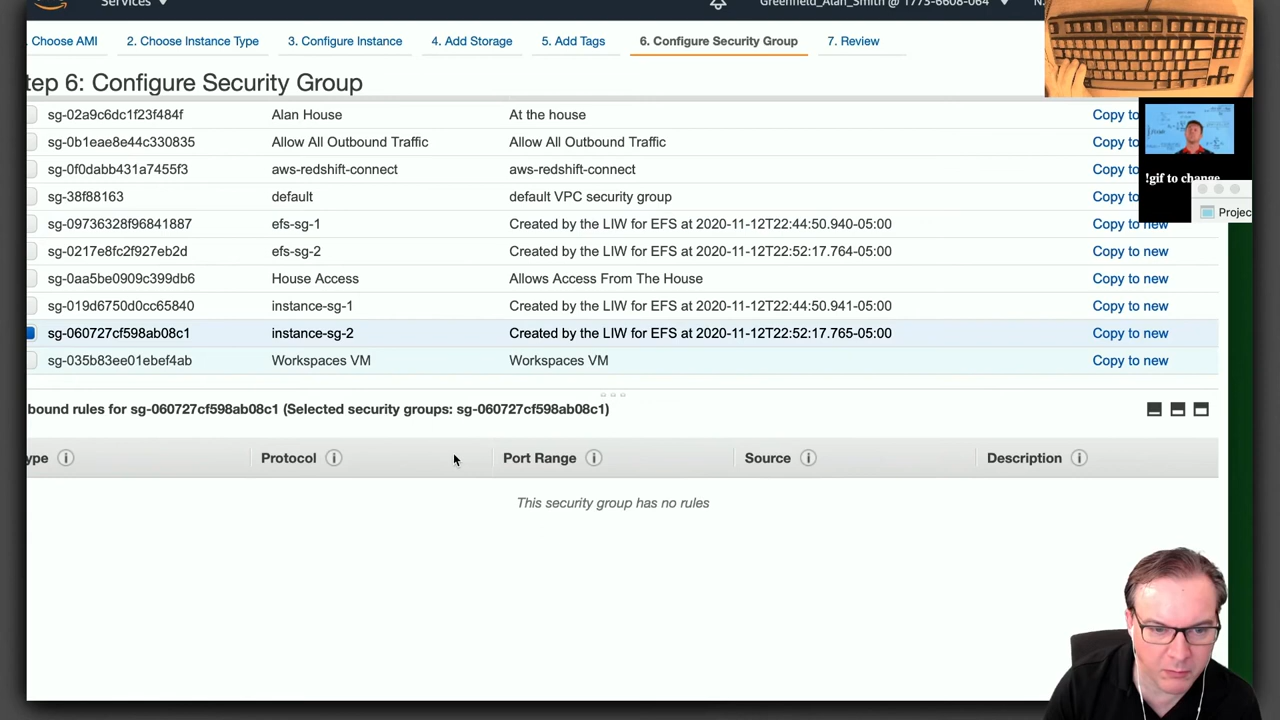 Services
Greenfield_Alan_Smith @ 1773-6608-064
N.
Choose AMI
2. Choose Instance Type
3. Configure Instance
4. Add Storage
5. Add Tags
6. Configure Security Group
7. Review
tep 6: Configure Security Group
sg-02a9c6dc1f23f484f Alan House At the house Copy to
sg-0b1eae8e44c330835 Allow All Outbound Traffic Allow All Outbound Traffic Copy to
sg-0f0dabb431a7455f3 aws-redshift-connect aws-redshift-connect Copy to
sg-38f88163 default default VPC security group Copy to
sg-09736328f96841887 efs-sg-1 Created by the LIW for EFS at 2020-11-12T22:44:50.940-05:00 Copy to new
sg-0217e8fc2f927eb2d efs-sg-2 Created by the LIW for EFS at 2020-11-12T22:52:17.764-05:00 Copy to new
sg-0aa5be0909c399db6 House Access Allows Access From The House Copy to new
sg-019d6750d0cc65840 instance-sg-1 Created by the LIW for EFS at 2020-11-12T22:44:50.941-05:00 Copy to new
sg-060727cf598ab08c1 instance-sg-2 Created by the LIW for EFS at 2020-11-12T22:52:17.765-05:00 Copy to new
sg-035b83ee01ebef4ab Workspaces VM Workspaces VM Copy to new
!gif to change
Projec
bound rules for sg-060727cf598ab08c1 (Selected security groups: sg-060727cf598ab08c1)
ype Protocol Port Range Source Description
This security group has no rules